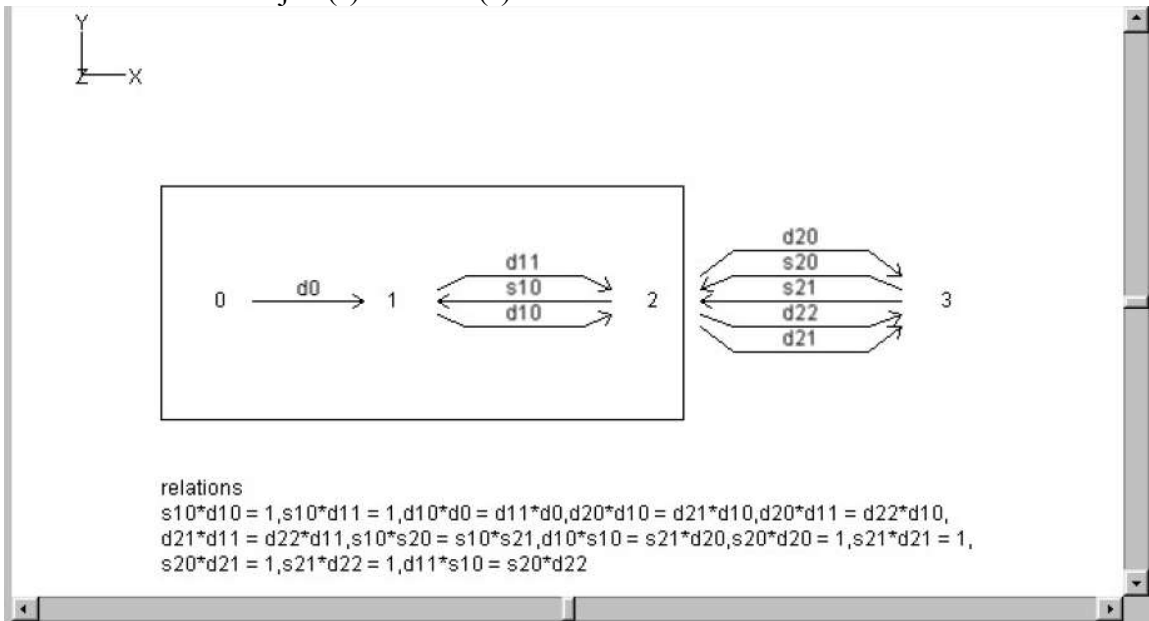 Y
Z X
d20
d11 s20
0 d0 1 s10 2 s21 3
d10 d22
d21
relations
s10*d10 = 1,s10*d11 = 1,d10*d0 = d11*d0,d20*d10 = d21*d10,d20*d11 = d22*d10,
d21*d11 = d22*d11,s10*s20 = s10*s21,d10*s10 = s21*d20,s20*d20 = 1,s21*d21 = 1,
s20*d21 = 1,s21*d22 = 1,d11*s10 = s20*d22